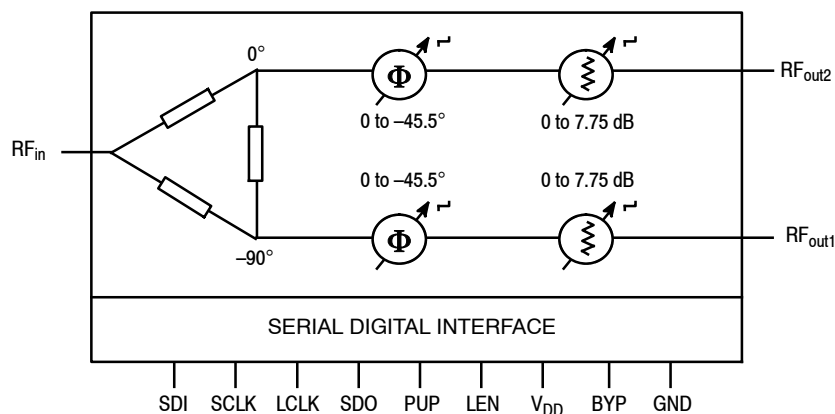 0°
RFout2
0 to –45.5°
0 to 7.75 dB
RFin
0 to –45.5°
0 to 7.75 dB
–90°
RFout1
SERIAL DIGITAL INTERFACE
SDI SCLK LCLK SDO PUP LEN VDD BYP GND
Φ
Φ